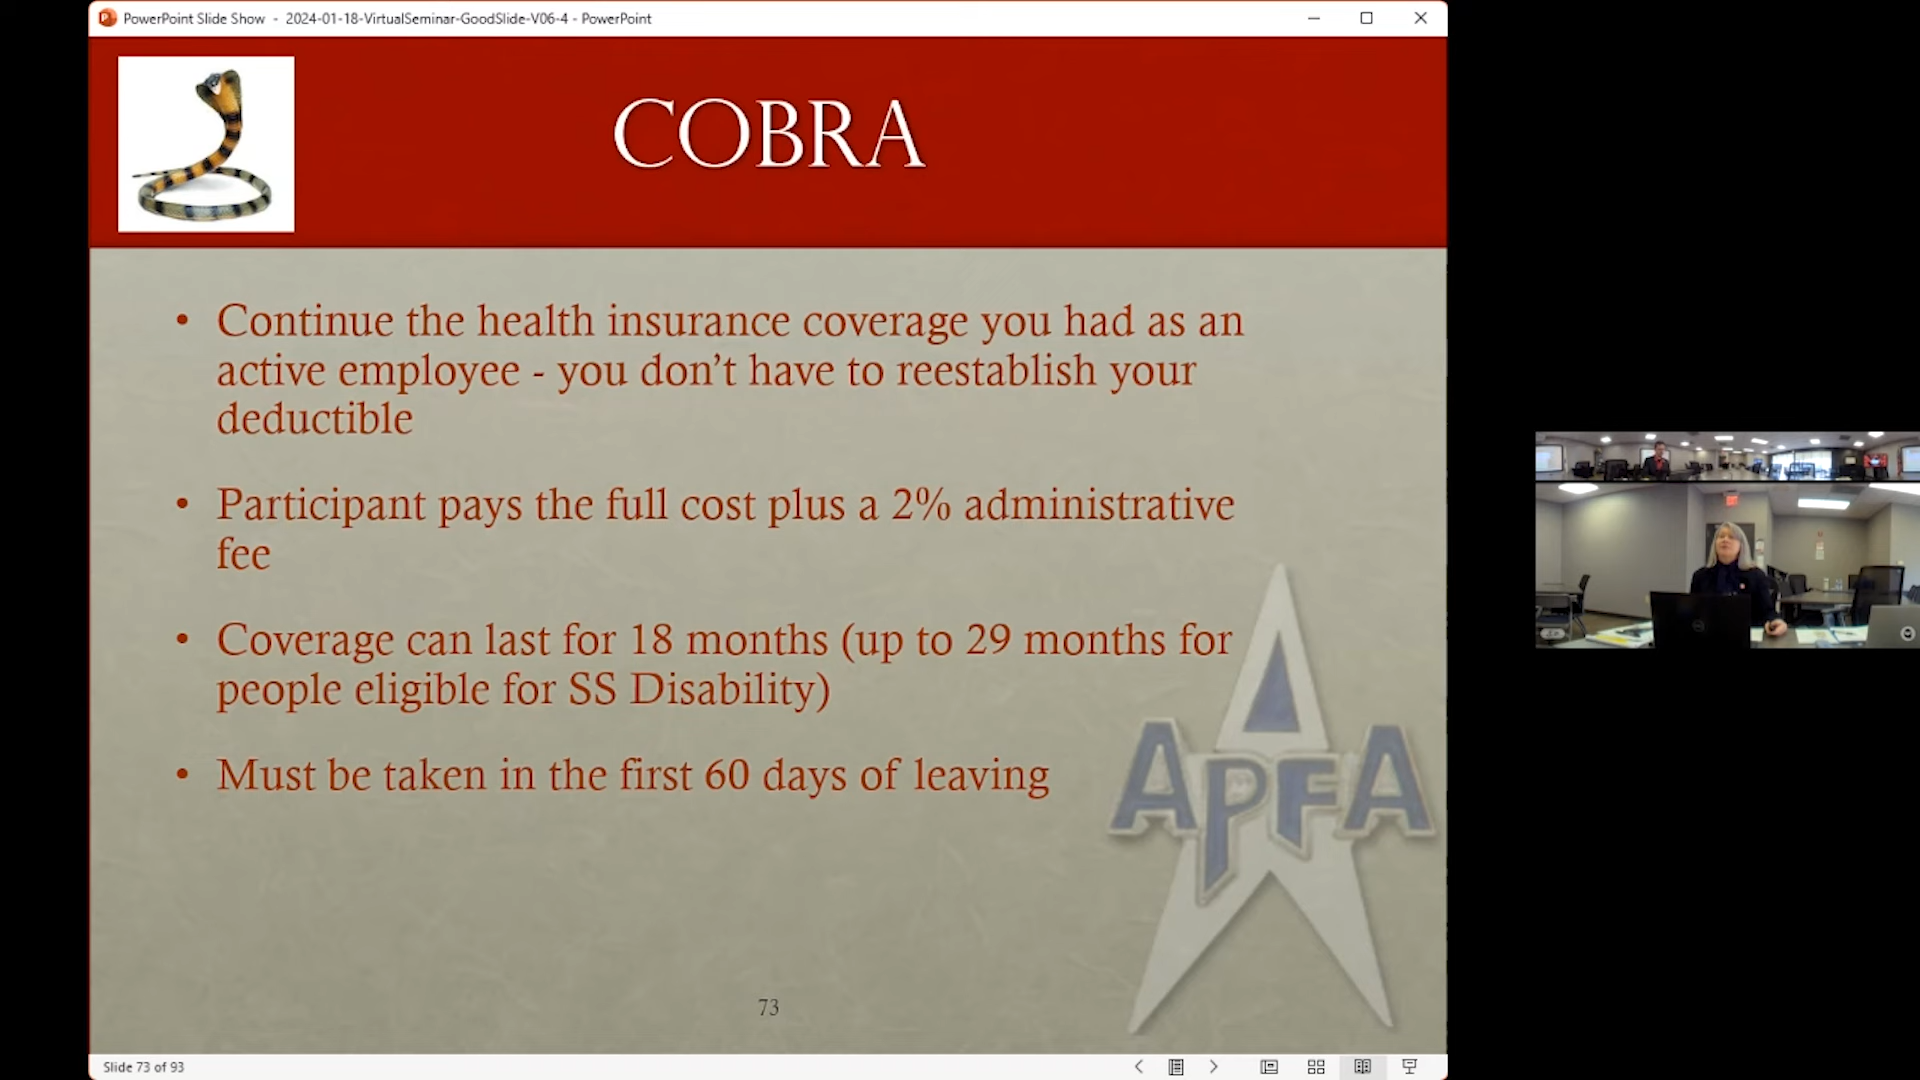 PowerPoint Slide Show - 2024-01-18-VirtualSeminar-GoodSlide-V06-4 - PowerPoint
COBRA
• Continue the health insurance coverage you had as an
active employee - you don't have to reestablish your
deductible
• Participant pays the full cost plus a 2% administrative
fee
• Coverage can last for 18 months (up to 29 months for
people eligible for SS Disability)
• Must be taken in the first 60 days of leaving
APFA
73
Slide 73 of 93